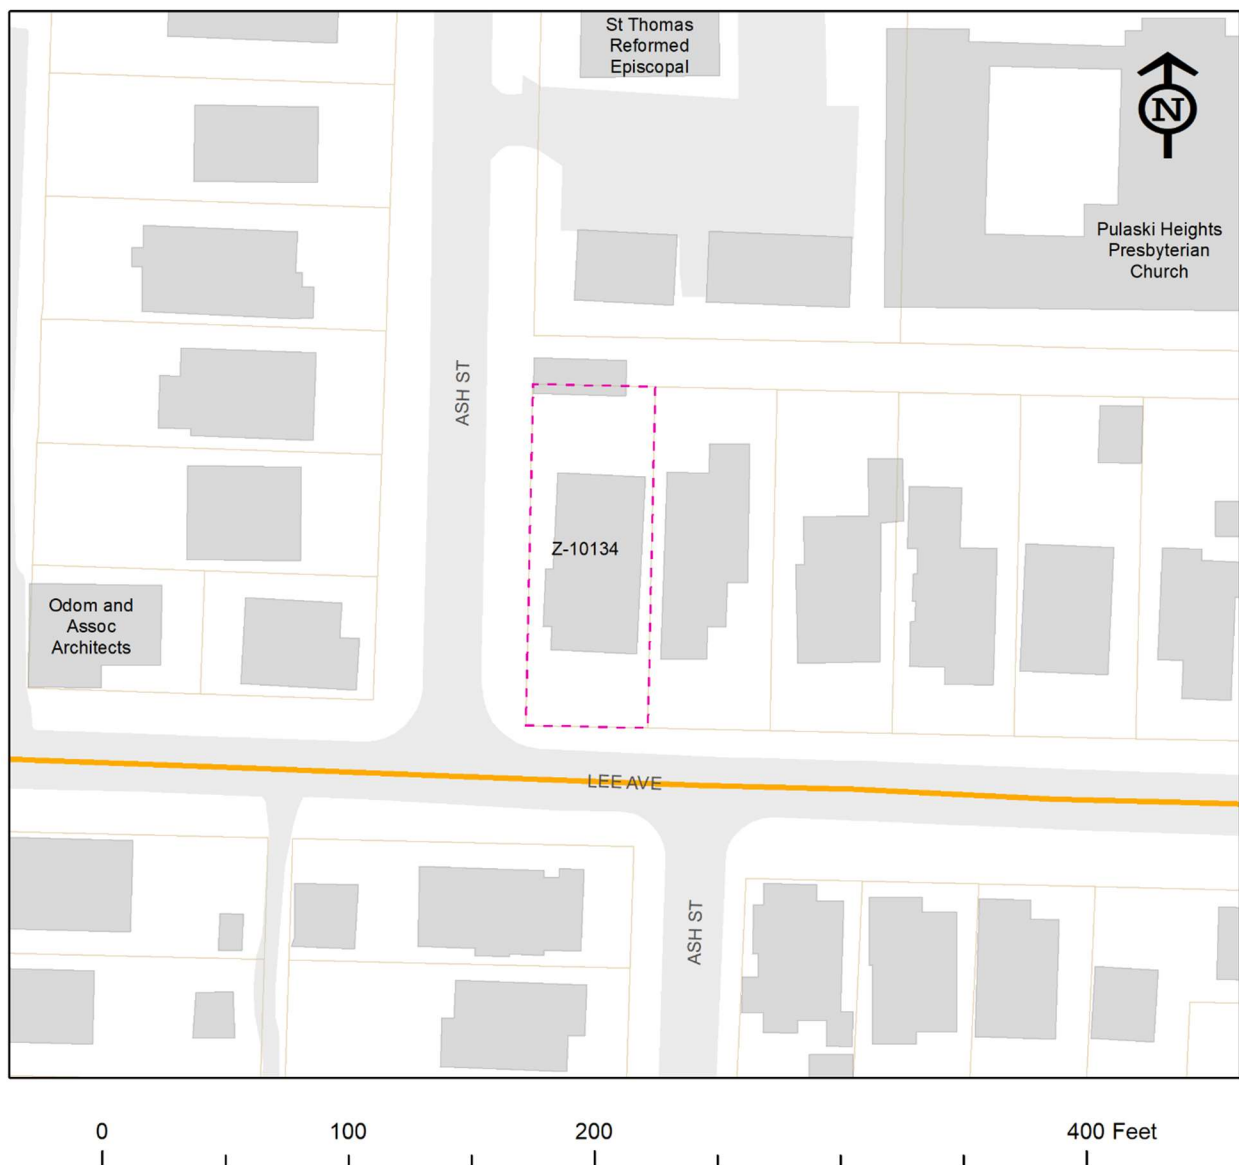 St Thomas
Reformed
Episcopal
N
Pulaski Heights
Presbyterian
Church
ASH ST
Z-10134
Odom and
Assoc
Architects
LEE AVE
ASH ST
0 100 200 400 Feet